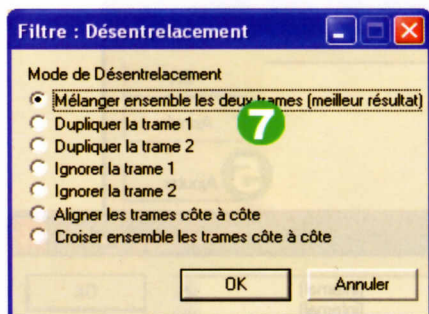 Filtre : Désentrelacement
Mode de Désentrelacement
Mélanger ensemble les deux trames (meilleur résultat)
7
Dupliquer la trame 1
Dupliquer la trame 2
Ignorer la trame 1
Ignorer la trame 2
Aligner les trames côte à côte
Croiser ensemble les trames côte à côte
OK
Annuler